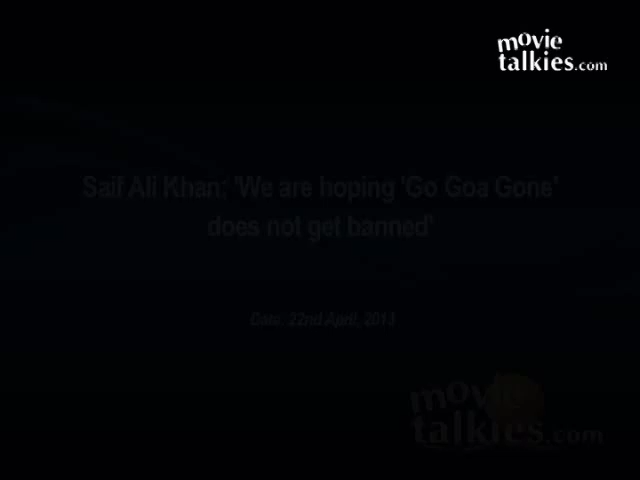 movie
talkies.com
Saif Ali Khan: 'We are hoping 'Go Goa Gone'
does not get banned'
Date: 22nd April, 2013
movie
talkies.com